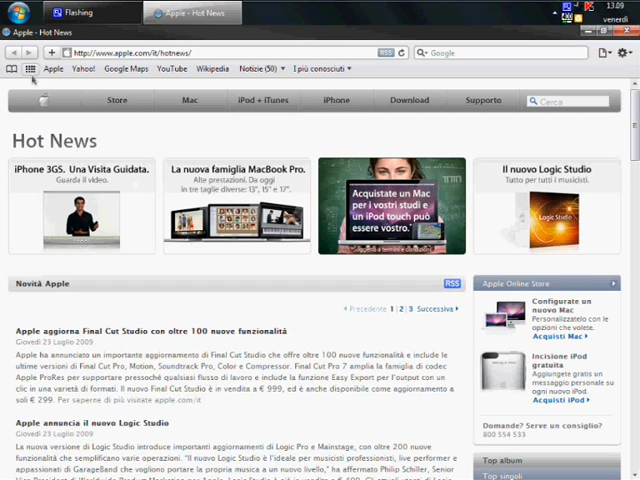 Flashing
Apple - Hot News
13.09
venerdì
Apple - Hot News
http://www.apple.com/it/hotnews/
RSS
Google
Apple
Yahoo!
Google Maps
YouTube
Wikipedia
Notizie (50)
I più conosciuti
Store
Mac
iPod + iTunes
iPhone
Download
Supporto
Cerca
Hot News
iPhone 3GS. Una Visita Guidata.
Guarda il video.
La nuova famiglia MacBook Pro.
Alte prestazioni. Da oggi
in tre taglie diverse: 13", 15" e 17".
Acquistate un Mac
per i vostri studi e
un iPod touch può
essere vostro.*
*Soggetto a termini e condizioni
Il nuovo Logic Studio
Tutto per tutti i musicisti.
Logic Studio
Novità Apple
RSS
Precedente 1 | 2 | 3 Successiva
Apple aggiorna Final Cut Studio con oltre 100 nuove funzionalità
Giovedì 23 Luglio 2009
Apple ha annunciato un importante aggiornamento di Final Cut Studio che offre oltre 100 nuove funzionalità e include le
ultime versioni di Final Cut Pro, Motion, Soundtrack Pro, Color e Compressor. Final Cut Pro 7 amplia la famiglia di codec
Apple ProRes per supportare pressoché qualsiasi flusso di lavoro e include la funzione Easy Export per l'output con un
clic in una varietà di formati. Il nuovo Final Cut Studio è in vendita a € 999, ed è anche disponibile come aggiornamento a
soli € 299. Per saperne di più visitate apple.com/it
Apple annuncia il nuovo Logic Studio
Giovedì 23 Luglio 2009
La nuova versione di Logic Studio introduce importanti aggiornamenti di Logic Pro e Mainstage, con oltre 200 nuove
funzionalità che semplificano varie operazioni. "Il nuovo Logic Studio è l'ideale per musicisti professionisti, live performer e
appassionati di GarageBand che vogliono portare la propria musica a un nuovo livello," ha affermato Philip Schiller, Senior
Apple Online Store
Configurate un
nuovo Mac
Personalizzatelo con le
opzioni che volete.
Acquisti Mac
Incisione iPod
gratuita
Aggiungete gratis un
messaggio personale su
ogni nuovo iPod.
Acquisti iPod
Domande? Serve un consiglio?
800 554 533
Top album
Top singoli